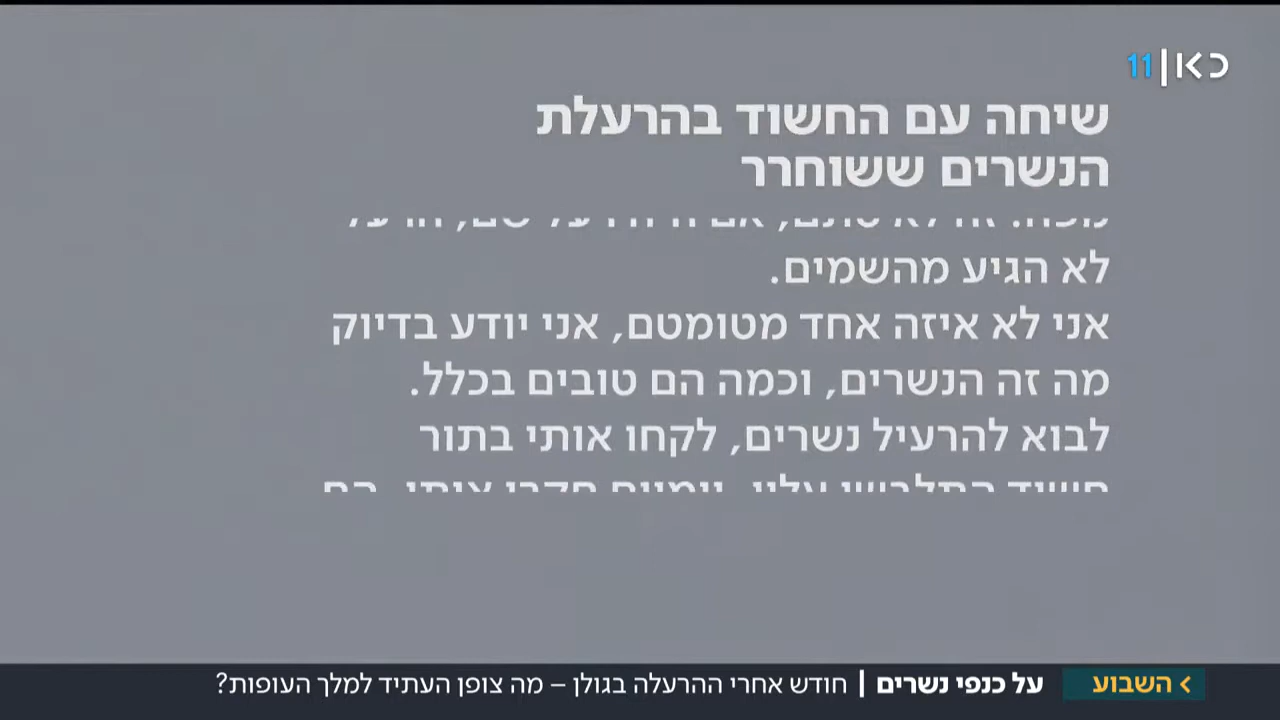 כאן | 11
שיחה עם החשוד בהרעלת
הנשרים ששוחרר
לא הגיע מהשמים.
אני לא איזה אחד מטומטם, אני יודע בדיוק
מה זה הנשרים, וכמה הם טובים בכלל.
לבוא להרעיל נשרים, לקחו אותי בתור
השבוע > על כנפי נשרים | חודש אחרי ההרעלה בגולן – מה צופן העתיד למלך העופות?